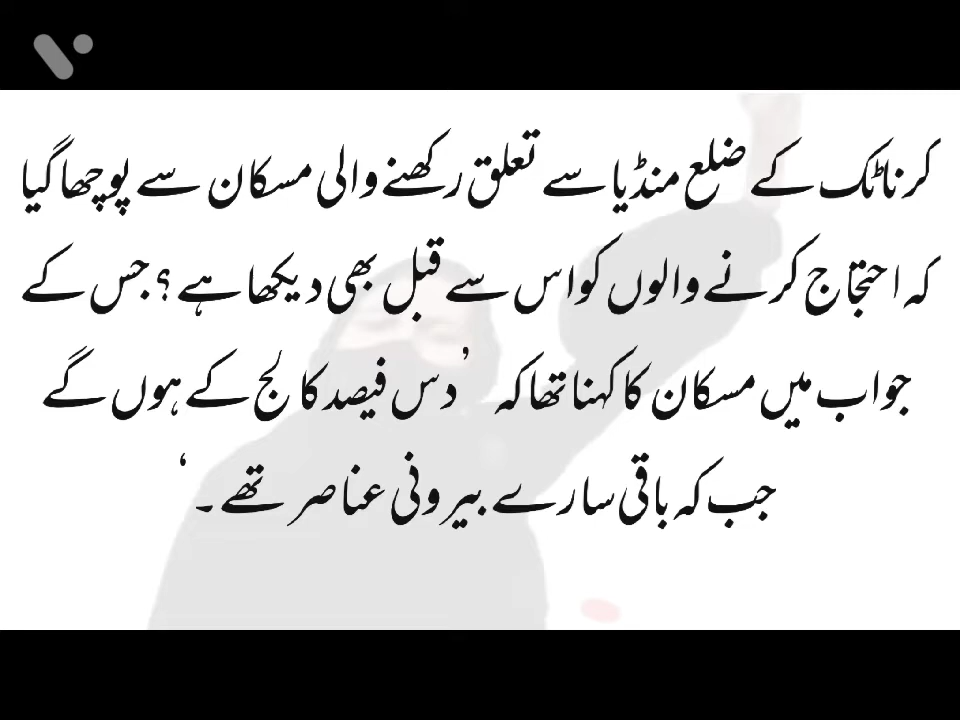 کرناٹک کے ضلع منڈیا سے تعلق رکھنے والی مسکان سے پوچھا گیا
کہ احتجاج کرنے والوں کو اس سے قبل بھی دیکھا ہے؟ جس کے
جواب میں مسکان کا کہنا تھا کہ ’دس فیصد کالج کے ہوں گے
جب کہ باقی سارے بیرونی عناصر تھے۔‘